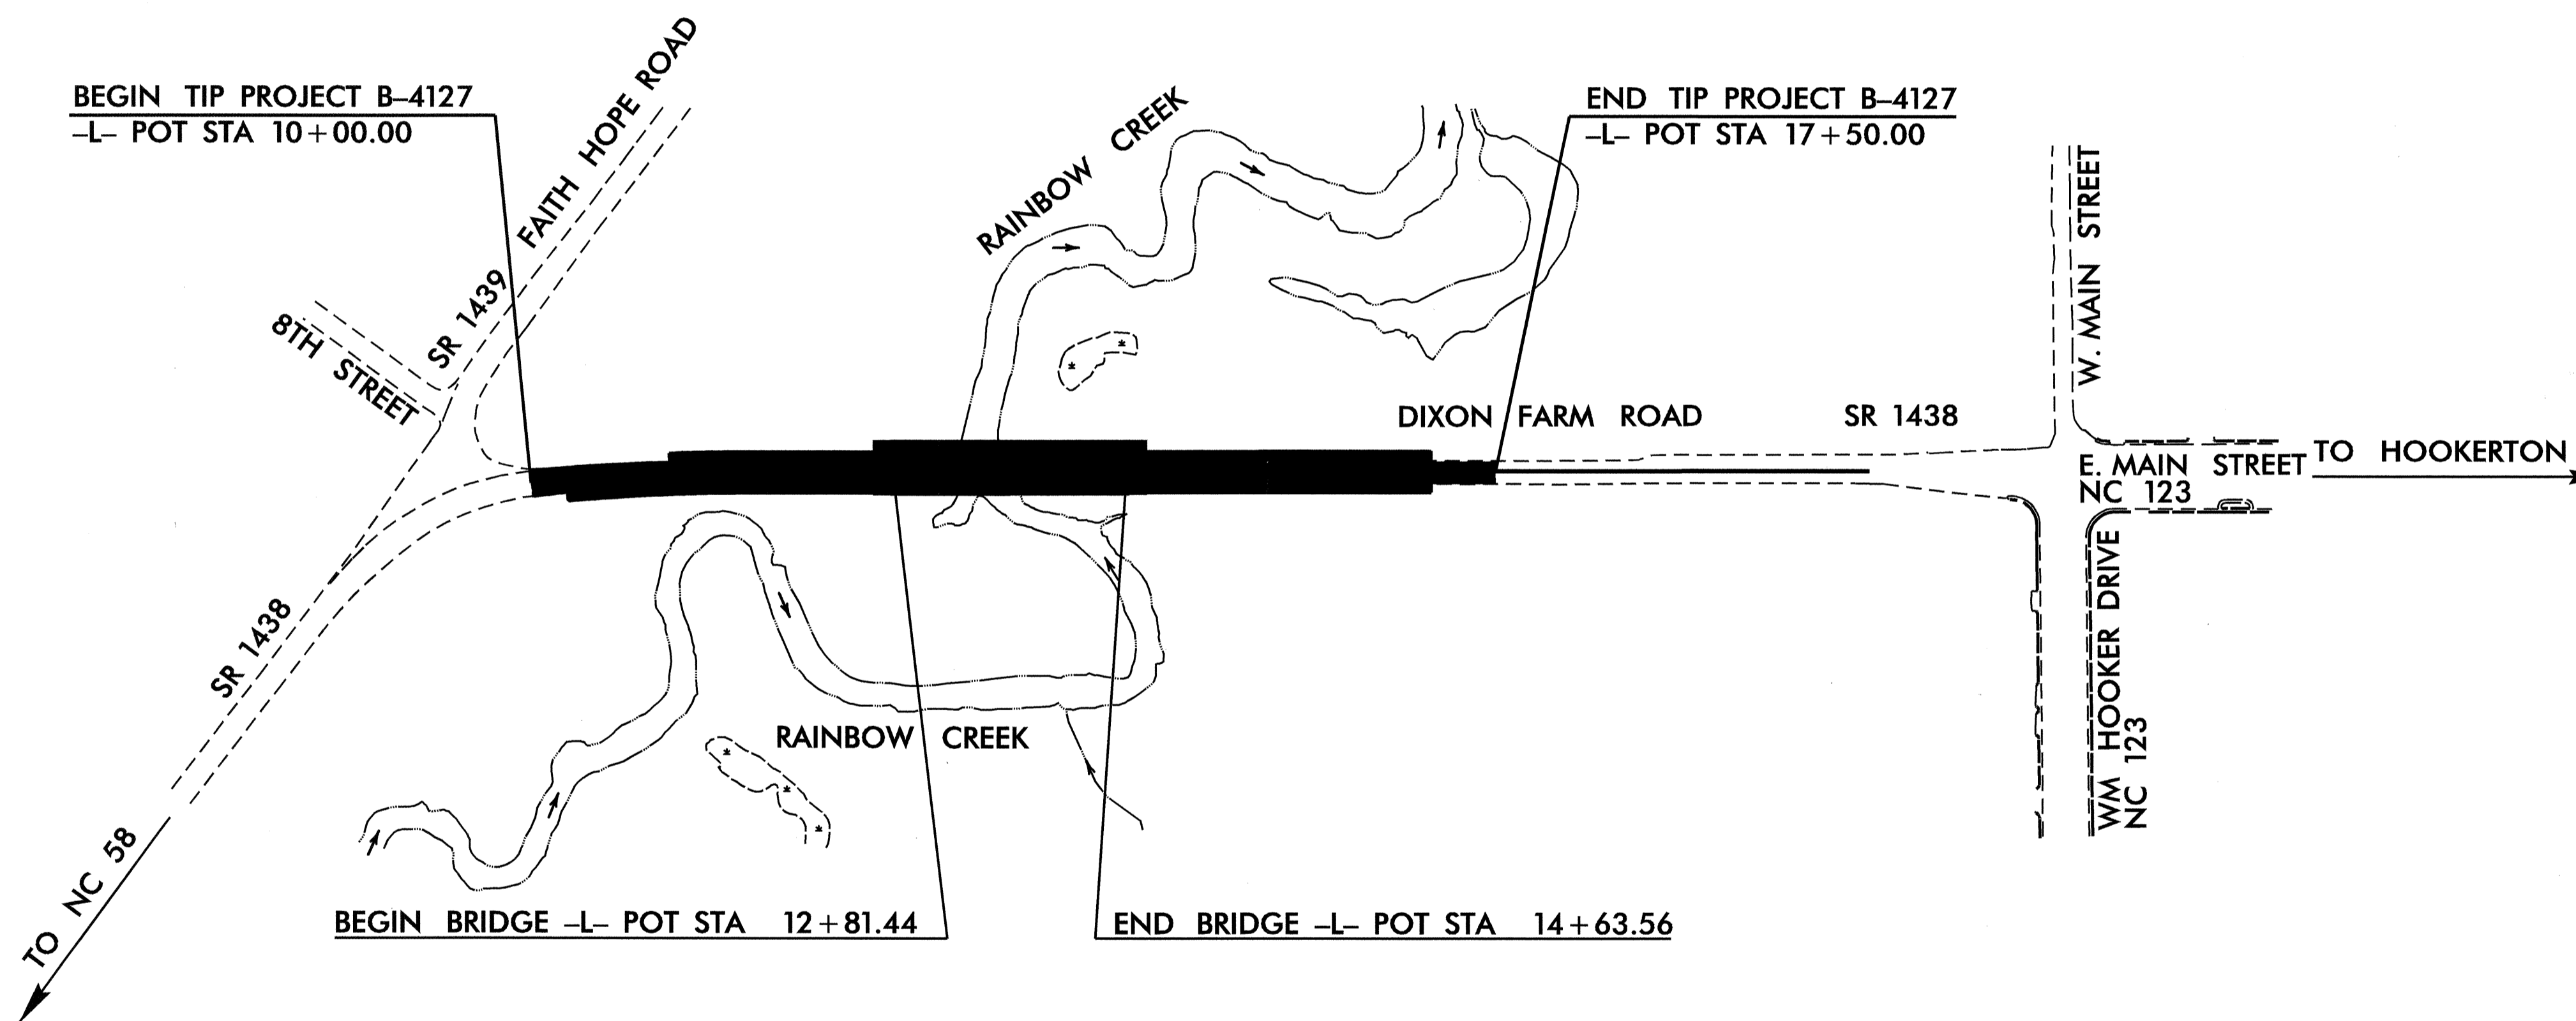 BEGIN TIP PROJECT B–4127
–L– POT STA 10+00.00
SR 1439 FAITH HOPE ROAD
8TH STREET
RAINBOW CREEK
END TIP PROJECT B–4127
–L– POT STA 17+50.00
W. MAIN STREET
DIXON FARM ROAD SR 1438
E. MAIN STREET
NC 123
TO HOOKERTON
WM HOOKER DRIVE
NC 123
SR 1438
TO NC 58
RAINBOW CREEK
BEGIN BRIDGE –L– POT STA 12+81.44
END BRIDGE –L– POT STA 14+63.56